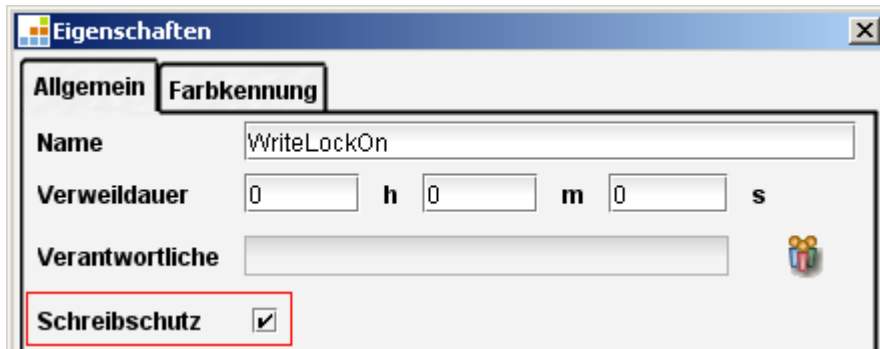 Eigenschaften
Allgemein Farbkennung
Name WriteLockOn
Verweildauer 0 h 0 m 0 s
Verantwortliche
Schreibschutz